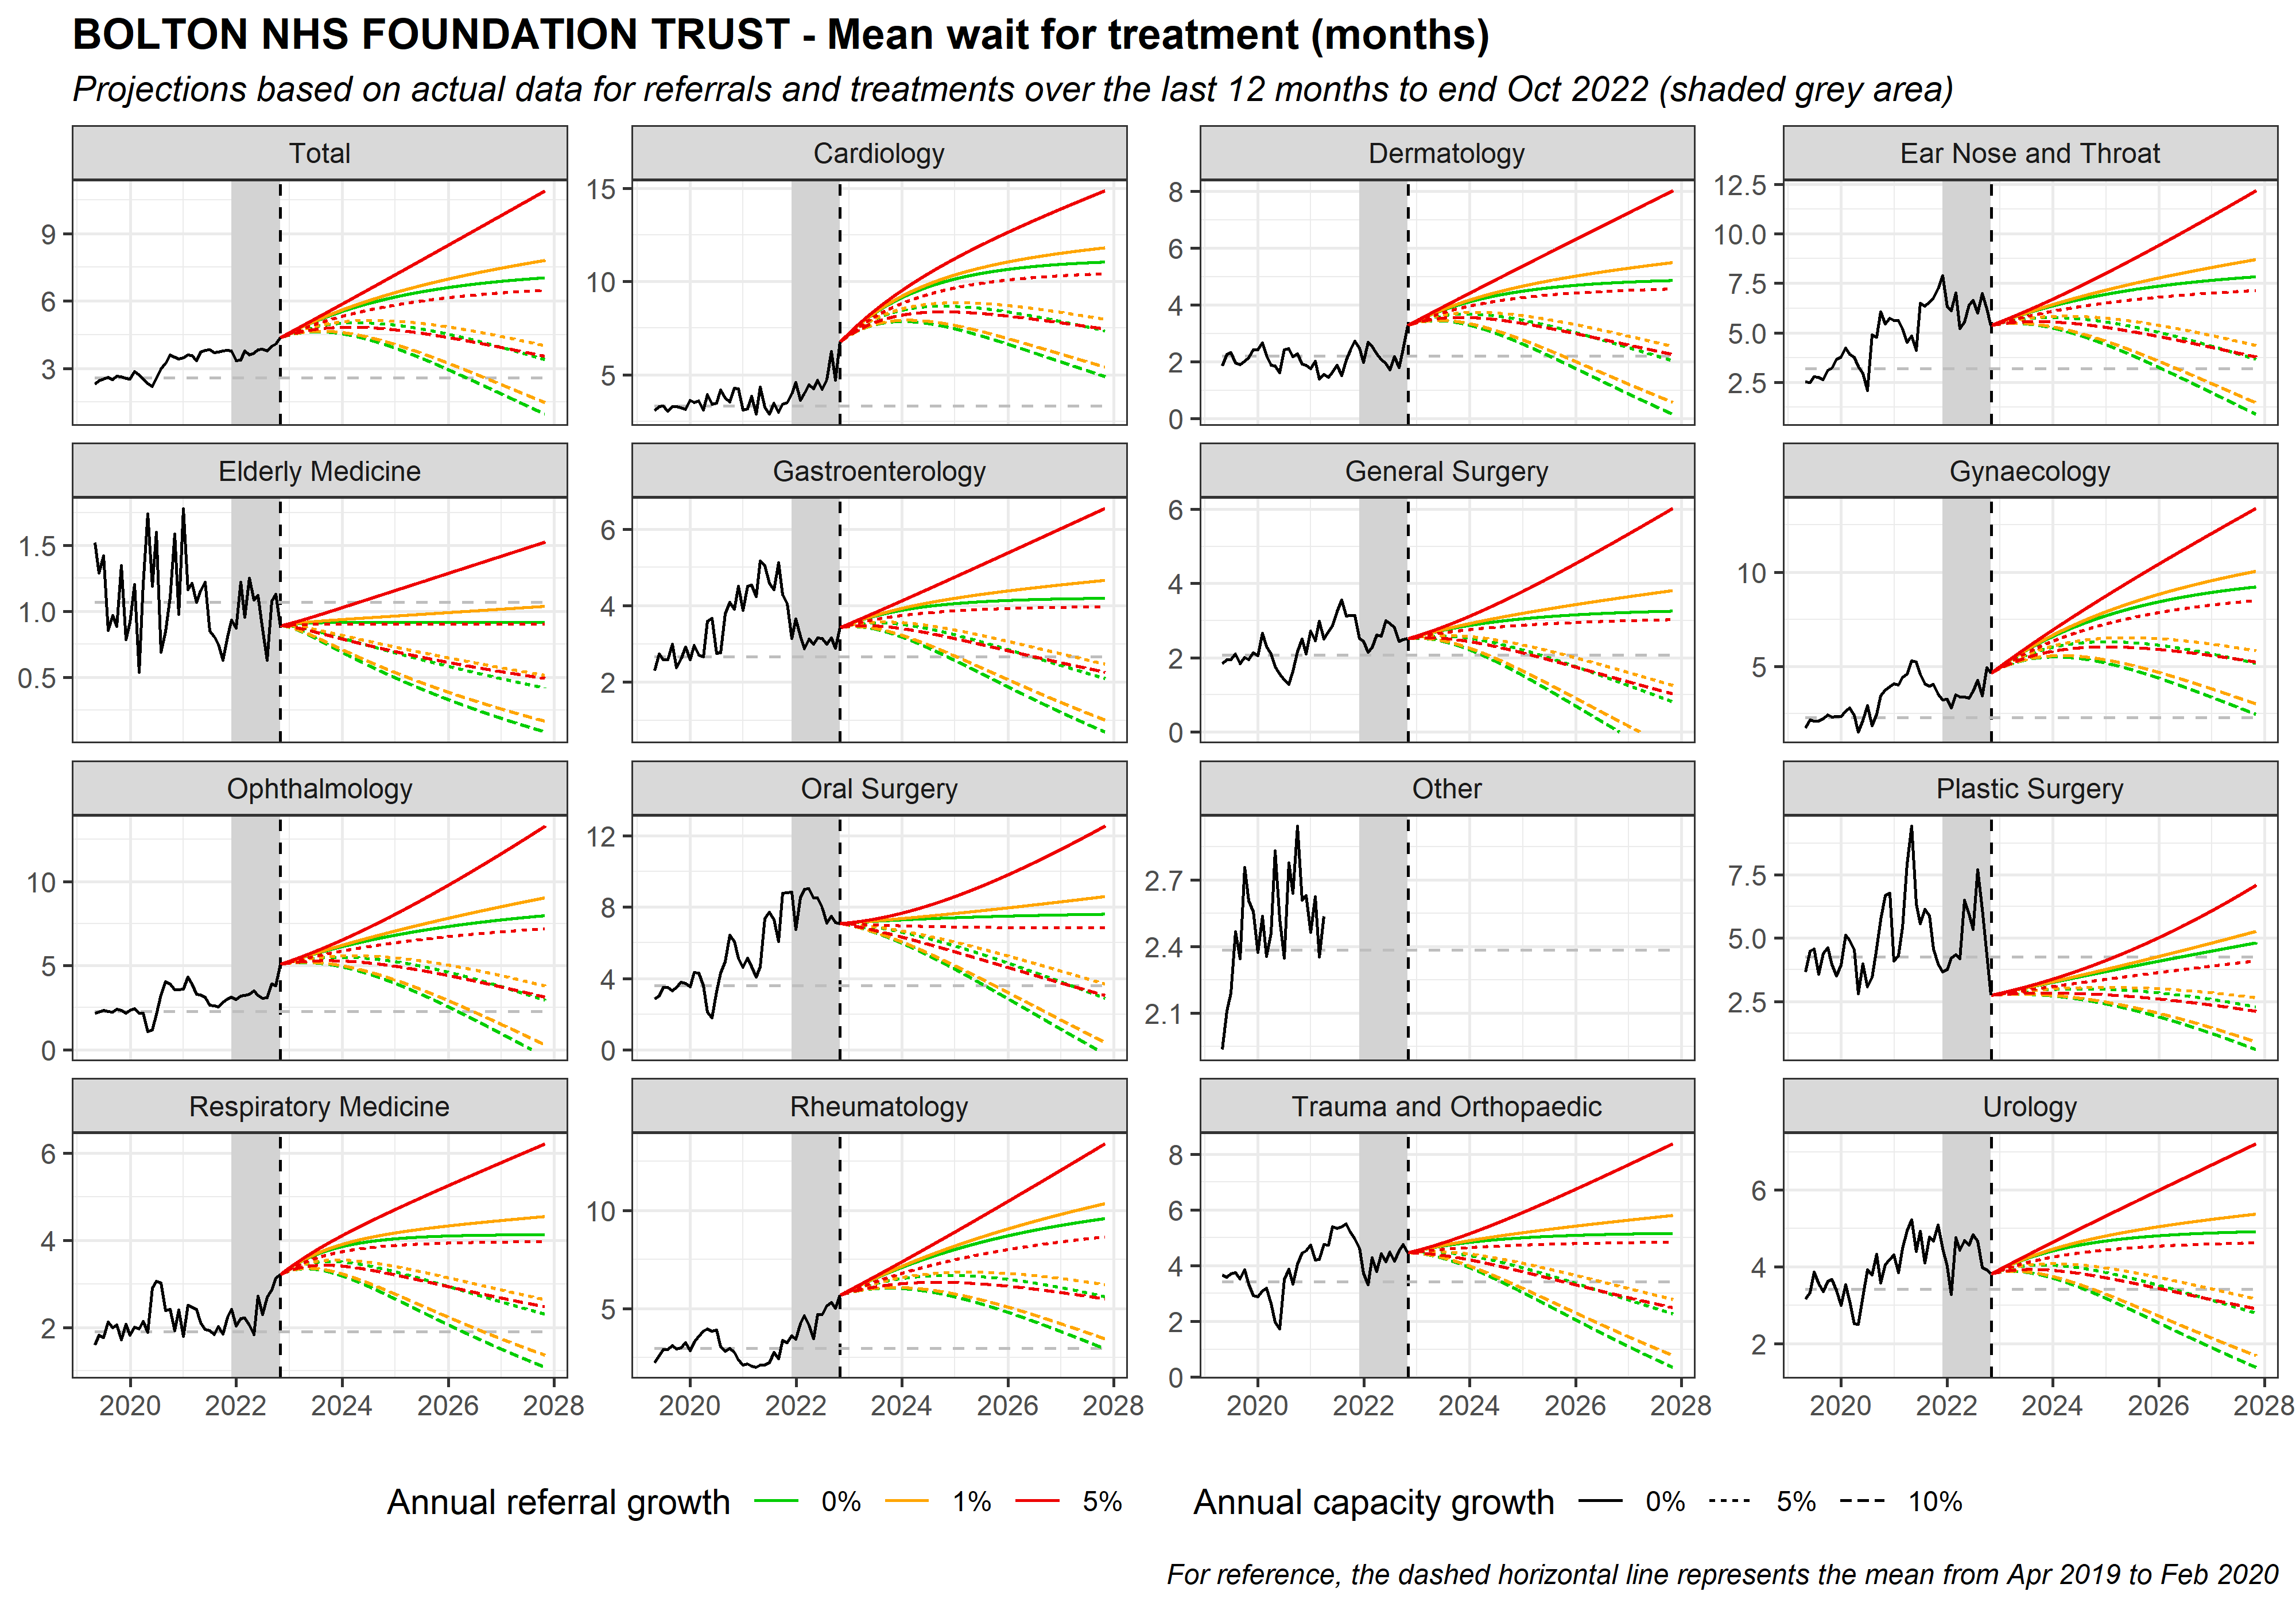 BOLTON NHS FOUNDATION TRUST - Mean wait for treatment (months)
Projections based on actual data for referrals and treatments over the last 12 months to end Oct 2022 (shaded grey area)
Total
Cardiology
Dermatology
Ear Nose and Throat
9
6
3
15
10
5
8
6
4
2
0
12.5
10.0
7.5
5.0
2.5
Elderly Medicine
Gastroenterology
General Surgery
Gynaecology
1.5
1.0
0.5
6
4
2
6
4
2
0
10
5
Ophthalmology
Oral Surgery
Other
Plastic Surgery
10
5
0
12
8
4
0
2.7
2.4
2.1
7.5
5.0
2.5
Respiratory Medicine
Rheumatology
Trauma and Orthopaedic
Urology
6
4
2
10
5
8
6
4
2
0
6
4
2
2020 2022 2024 2026 2028
2020 2022 2024 2026 2028
2020 2022 2024 2026 2028
2020 2022 2024 2026 2028
Annual referral growth 0% 1% 5%
Annual capacity growth 0% 5% 10%
For reference, the dashed horizontal line represents the mean from Apr 2019 to Feb 2020